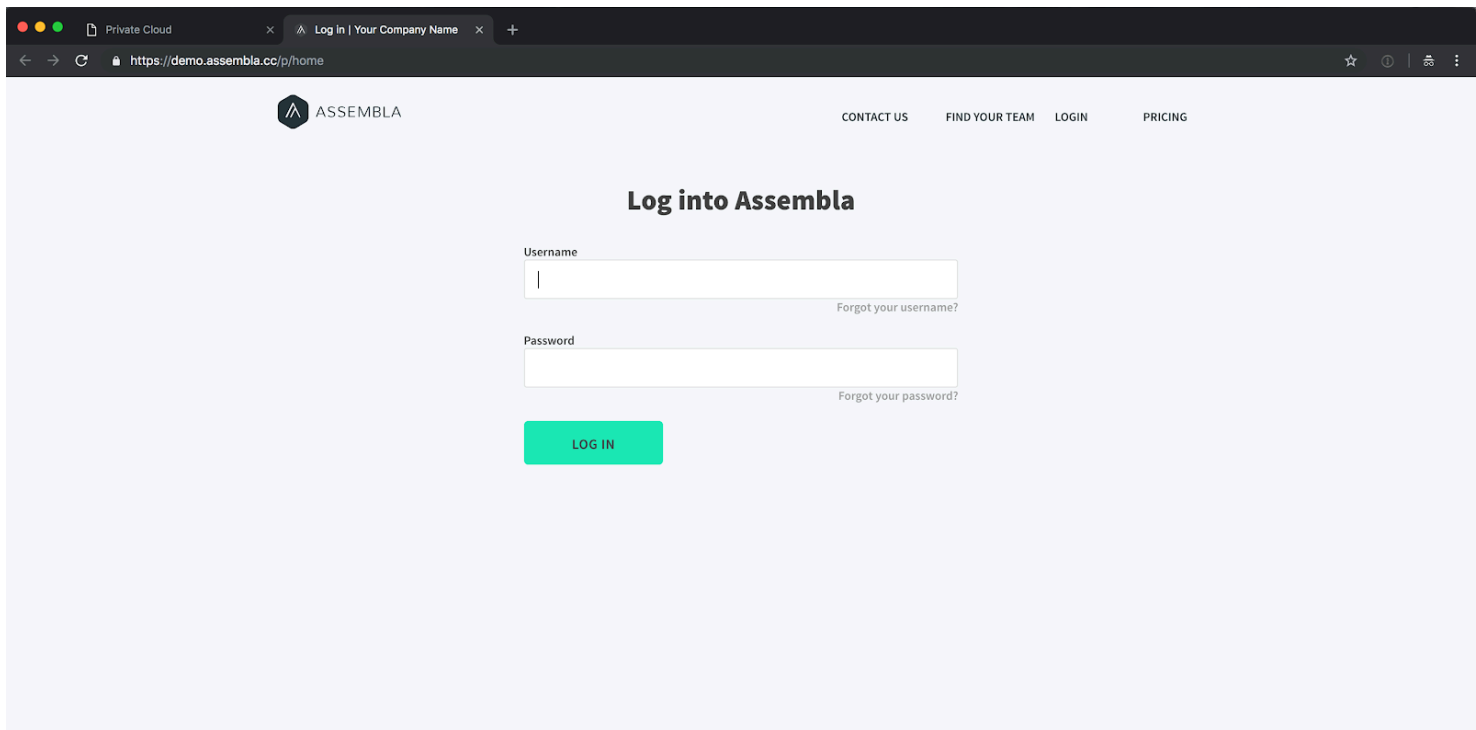 Private Cloud
Log in | Your Company Name
https://demo.assembla.cc/p/home
ASSEMBLA
CONTACT US FIND YOUR TEAM LOGIN PRICING
Log into Assembla
Username
Forgot your username?
Password
Forgot your password?
LOG IN